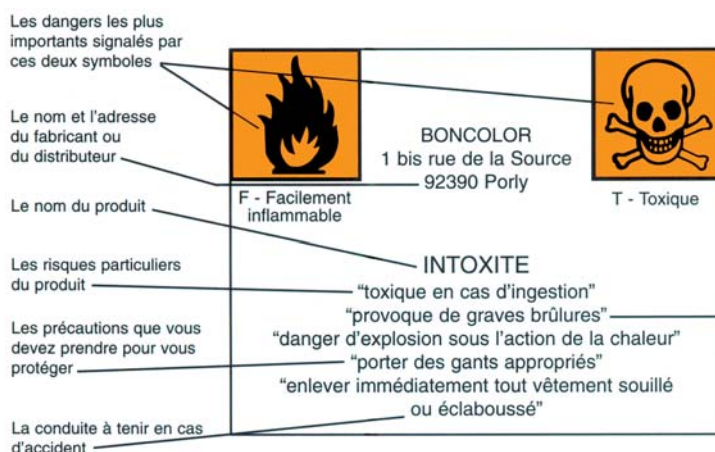 Les dangers les plus
importants signalés par
ces deux symboles
Le nom et l'adresse
du fabricant ou
du distributeur
Le nom du produit
Les risques particuliers
du produit
Les précautions que vous
devez prendre pour vous
protéger
La conduite à tenir en cas
d'accident
F - Facilement
inflammable
BONCOLOR
1 bis rue de la Source
92390 Porly
T - Toxique
INTOXITE
“toxique en cas d'ingestion”
“provoque de graves brûlures”
“danger d'explosion sous l'action de la chaleur”
“porter des gants appropriés”
“enlever immédiatement tout vêtement souillé
ou éclaboussé”